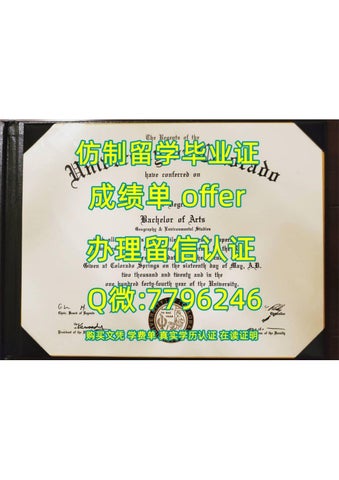 The Regents of the
仿制留学毕业证
have conferred on
成绩单 offer
Bachelor of Arts
Geography & Environmental Studies
办理留信认证
Given at Colorado Springs on the sixteenth day of May, A.D.
two thousand and twenty and in the
one hundred forty-fourth year of the University.
Q微:7796246
购买文凭 学费单 真实学历认证 在读证明